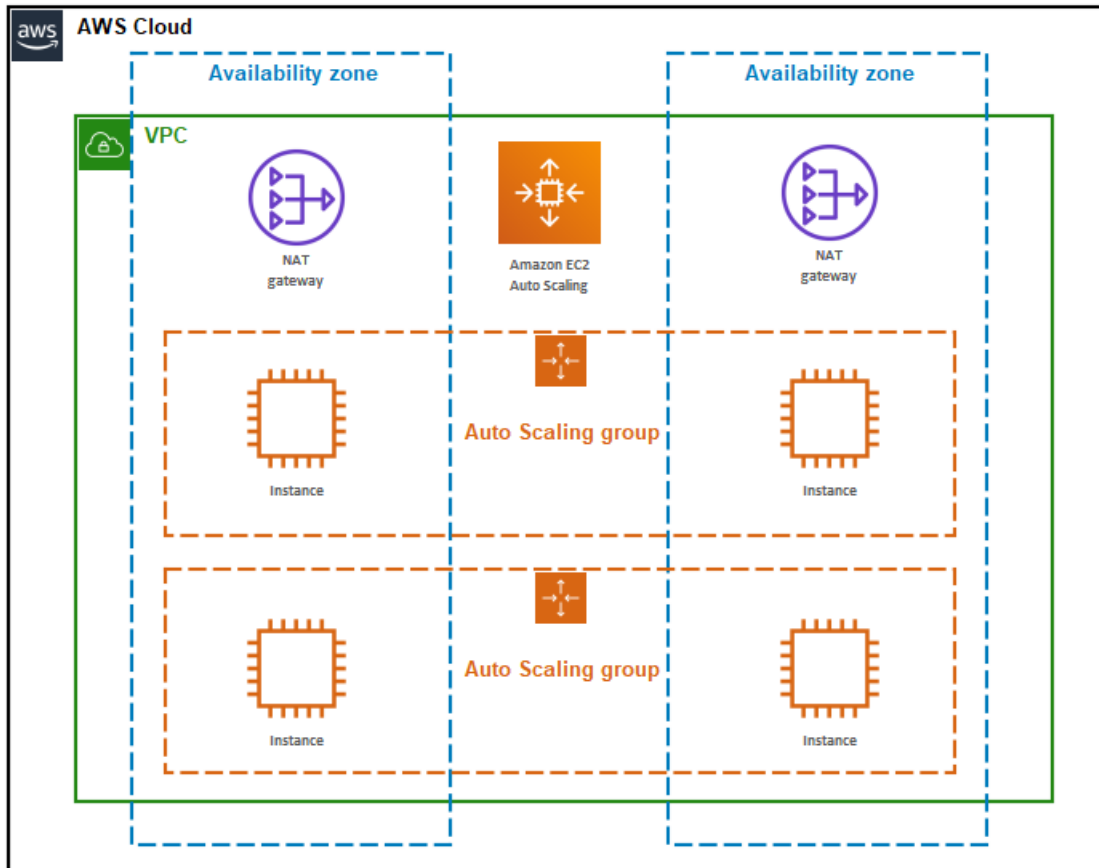 aws
AWS Cloud
Availability zone
Availability zone
VPC
NAT
gateway
Amazon EC2
Auto Scaling
NAT
gateway
Auto Scaling group
Instance
Instance
Auto Scaling group
Instance
Instance